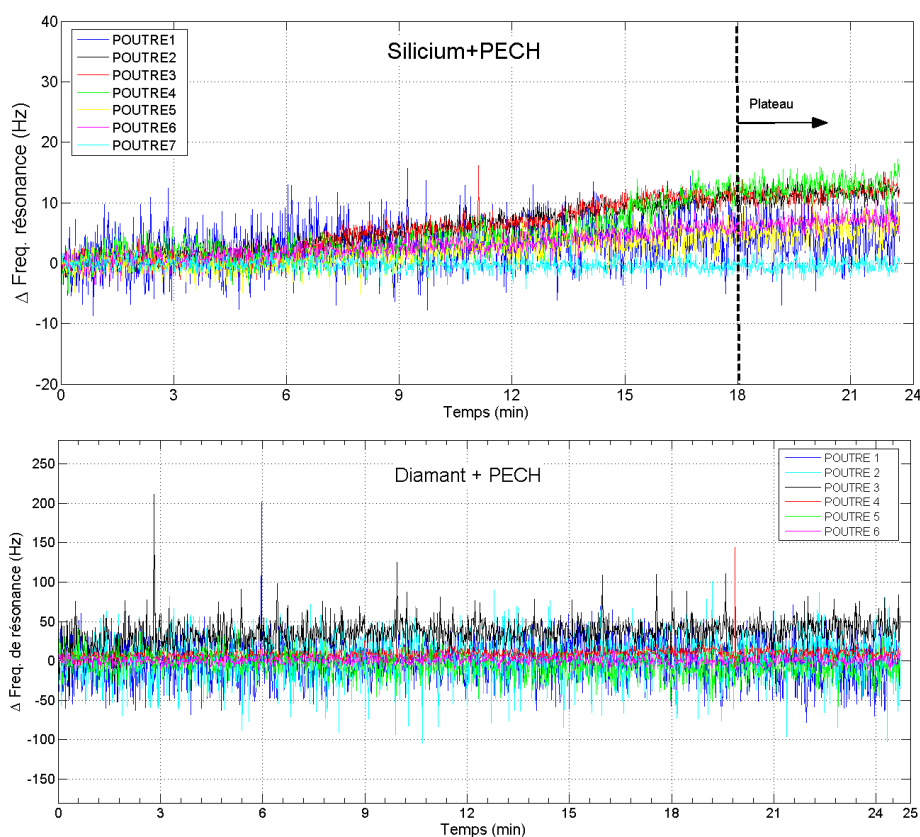 40
30
20
10
0
-10
-20
Δ Freq. résonance (Hz)
POUTRE1
POUTRE2
POUTRE3
POUTRE4
POUTRE5
POUTRE6
POUTRE7
Silicium+PECH
Plateau
0 3 6 9 12 15 18 21 24
Temps (min)
250
200
150
100
50
0
-50
-100
-150
Δ Freq. de résonance (Hz)
Diamant + PECH
POUTRE 1
POUTRE 2
POUTRE 3
POUTRE 4
POUTRE 5
POUTRE 6
0 3 6 9 12 15 18 21 24 25
Temps (min)